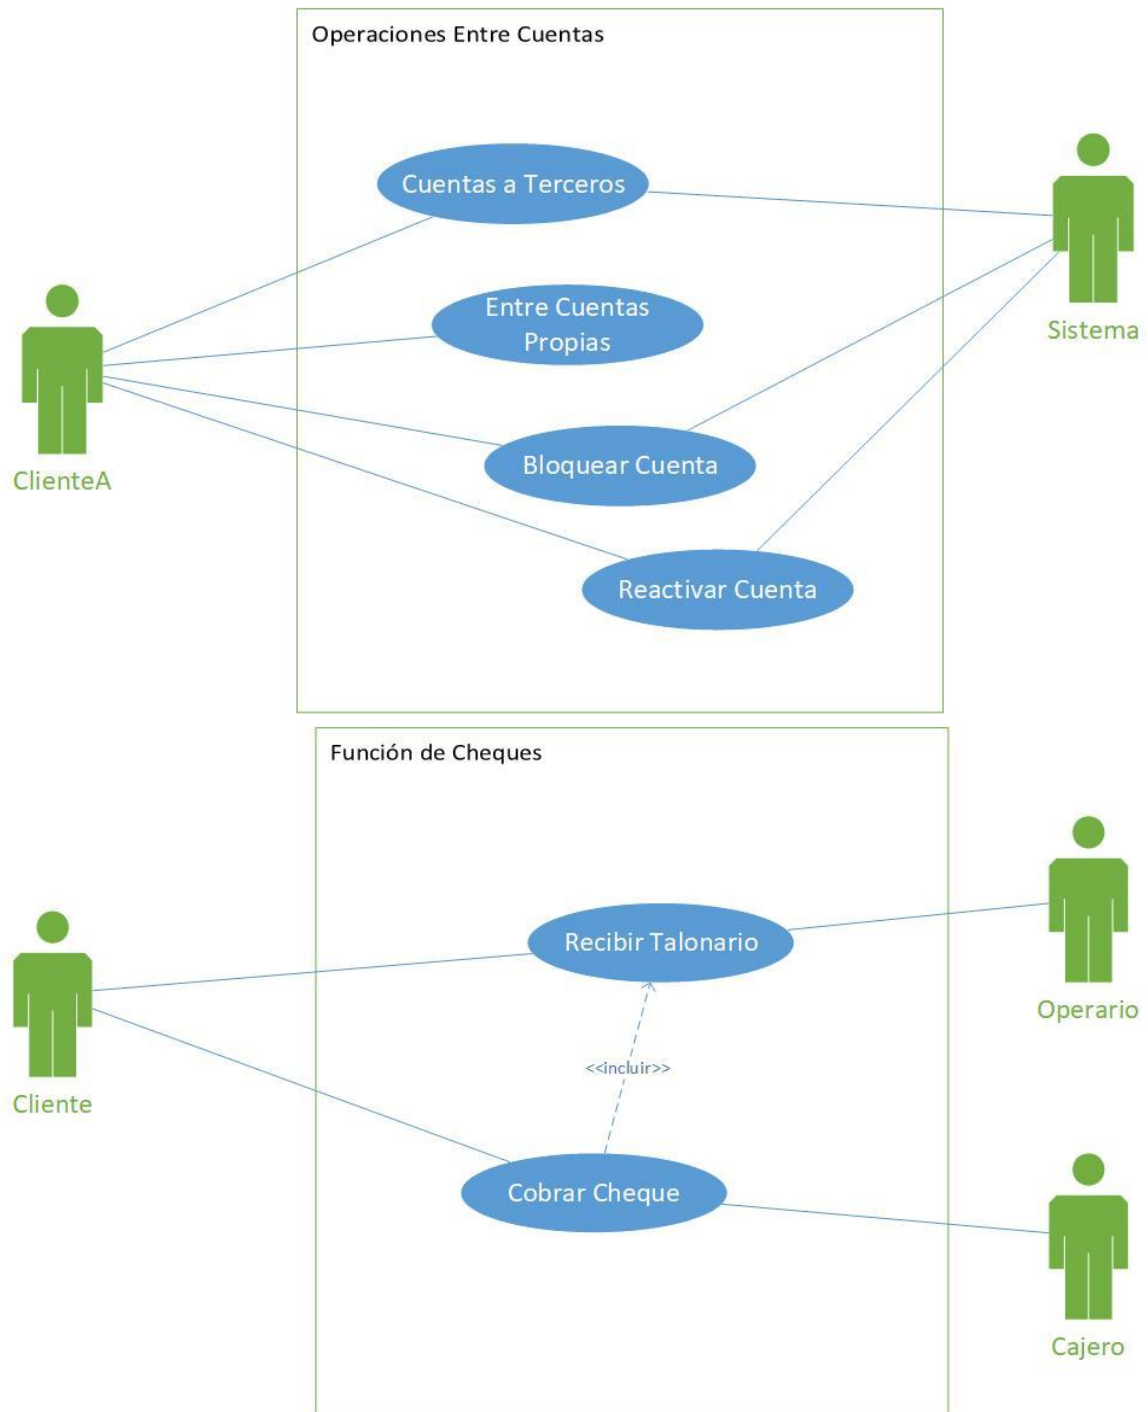 Operaciones Entre Cuentas
Cuentas a Terceros
Entre Cuentas
Propias
Sistema
Bloquear Cuenta
ClienteA
Reactivar Cuenta
Función de Cheques
Recibir Talonario
Operario
<<incluir>>
Cliente
Cobrar Cheque
Cajero